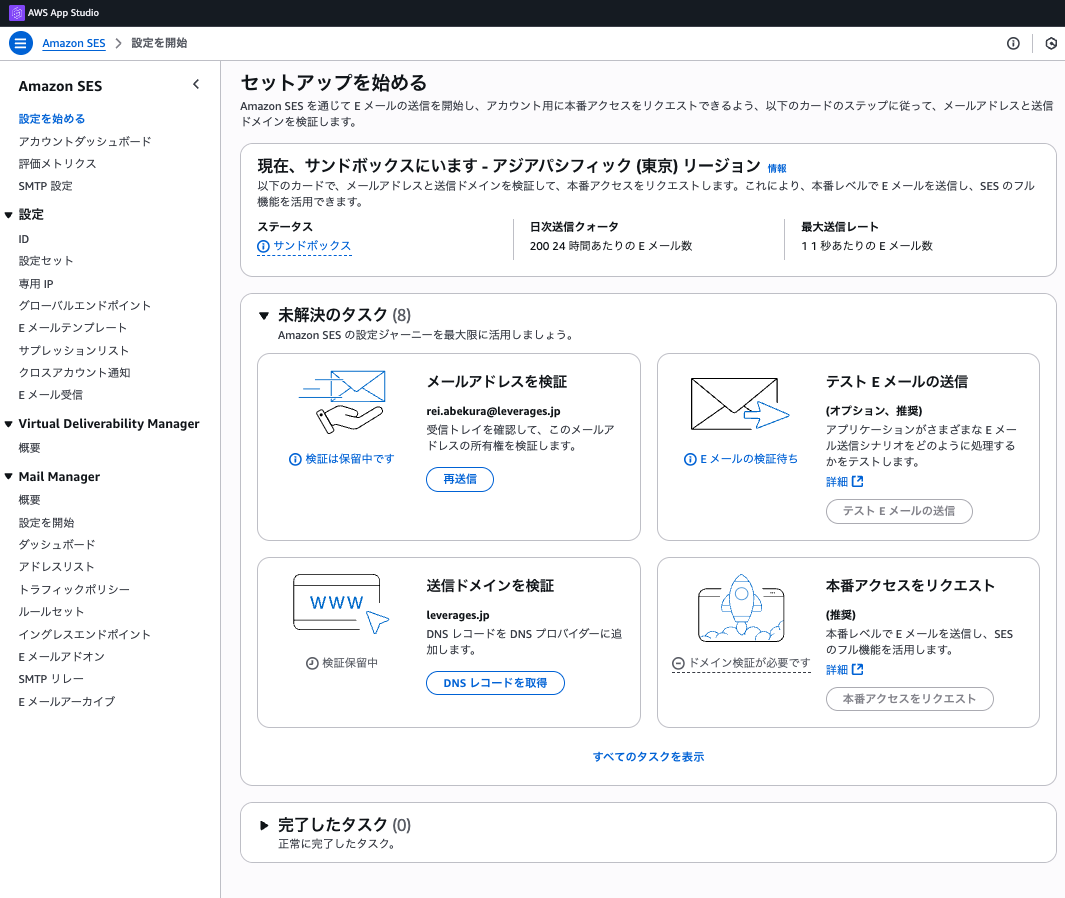 AWS App Studio
Amazon SES
設定を開始
Amazon SES
設定を始める
アカウントダッシュボード
評価メトリクス
SMTP 設定
設定
ID
設定セット
専用 IP
グローバルエンドポイント
E メールテンプレート
サプレッションリスト
クロスアカウント通知
E メール受信
Virtual Deliverability Manager
概要
Mail Manager
概要
設定を開始
ダッシュボード
アドレスリスト
トラフィックポリシー
ルールセット
イングレスエンドポイント
E メールアドオン
SMTP リレー
E メールアーカイブ
セットアップを始める
Amazon SES を通じて E メールの送信を開始し、アカウント用に本番アクセスをリクエストできるよう、以下のカードのステップに従って、メールアドレスと送信
ドメインを検証します。
現在、サンドボックスにいます - アジアパシフィック (東京) リージョン 情報
以下のカードで、メールアドレスと送信ドメインを検証して、本番アクセスをリクエストします。これにより、本番レベルで E メールを送信し、SES のフル
機能を活用できます。
ステータス
サンドボックス
日次送信クォータ
200 24 時間あたりの E メール数
最大送信レート
1 1 秒あたりの E メール数
未解決のタスク (8)
Amazon SES の設定ジャーニーを最大限に活用しましょう。
メールアドレスを検証
rei.abekura@leverages.jp
受信トレイを確認して、このメールア
ドレスの所有権を検証します。
検証は保留中です
再送信
テスト E メールの送信
(オプション、推奨)
アプリケーションがさまざまな E メー
ル送信シナリオをどのように処理する
かをテストします。
E メールの検証待ち
詳細
テスト E メールの送信
WWW
送信ドメインを検証
leverages.jp
DNS レコードを DNS プロバイダーに追
加します。
検証保留中
DNS レコードを取得
本番アクセスをリクエスト
(推奨)
本番レベルで E メールを送信し、SES
のフル機能を活用します。
ドメイン検証が必要です
詳細
本番アクセスをリクエスト
すべてのタスクを表示
完了したタスク (0)
正常に完了したタスク。